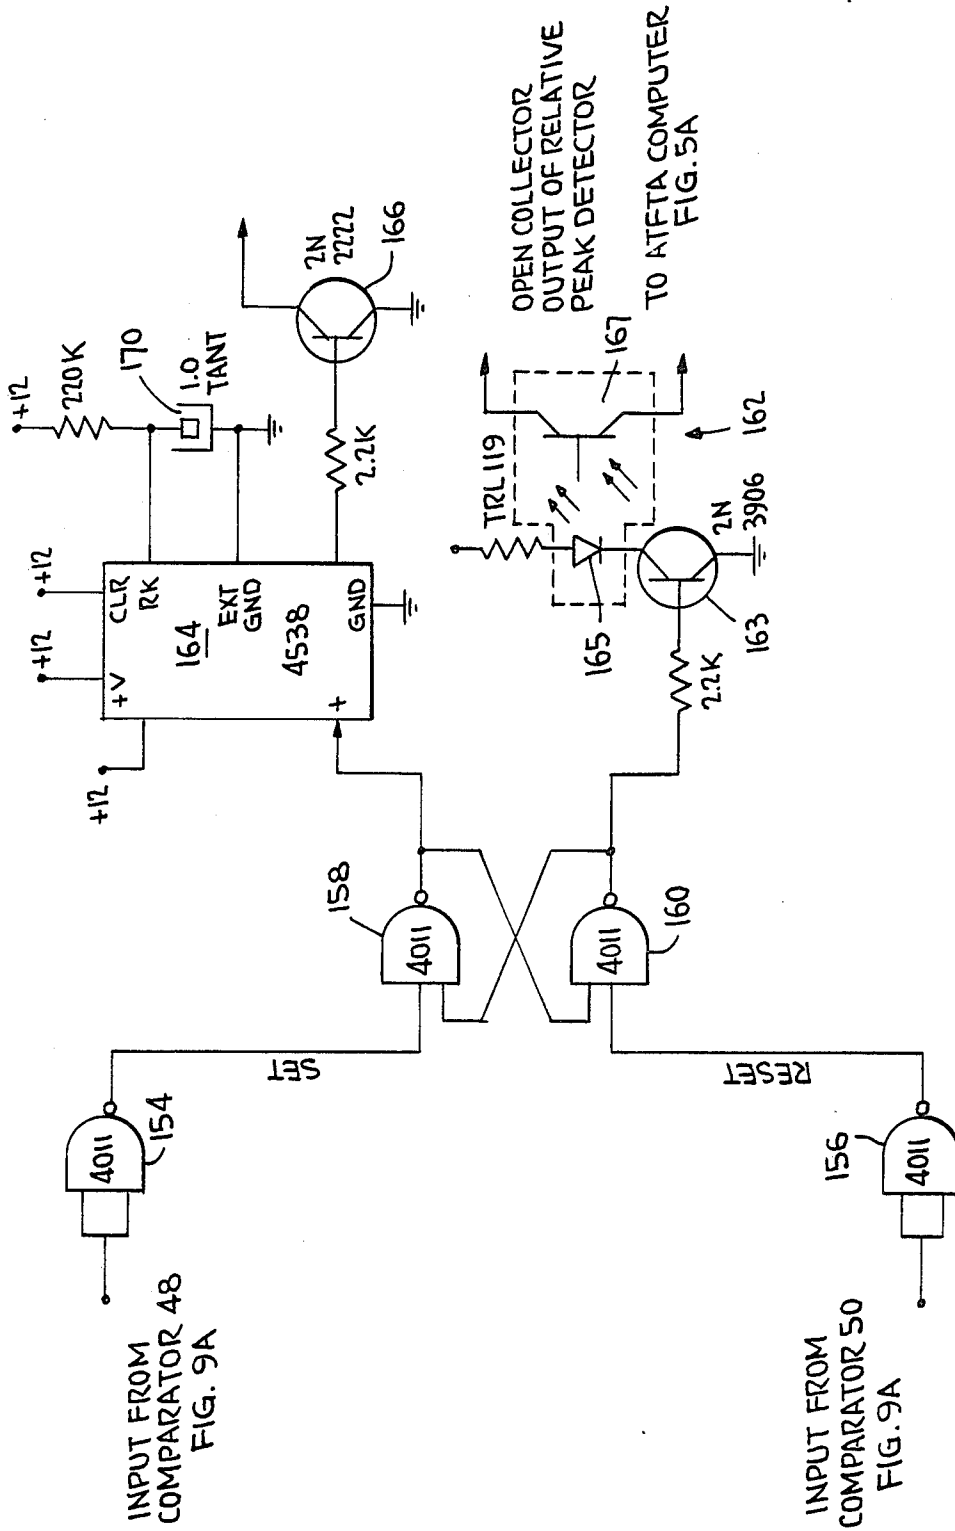 INPUT FROM
COMPARATOR 48
FIG. 9A
4011
154
SET
4011
158
+12
+12
+12
+V
CLR
RK
164
EXT
GND
4538
+
GND
+12
220K
170
1.0
TANT
2.2K
2N
2222
166
INPUT FROM
COMPARATOR 50
FIG. 9A
4011
156
RESET
4011
160
2.2K
163
2N
3906
165
TRL119
167
162
OPEN COLLECTOR
OUTPUT OF RELATIVE
PEAK DETECTOR
TO ATFTA COMPUTER
FIG. 5A